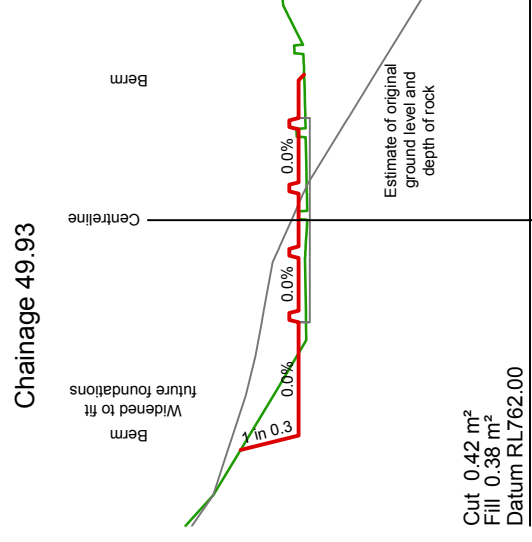 Chainage 49.93
Berm
Widened to fit
future foundations
Centreline
Berm
1 in 0.3
0.0%
0.0%
0.0%
Estimate of original
ground level and
depth of rock
Cut 0.42 m²
Fill 0.38 m²
Datum RL762.00